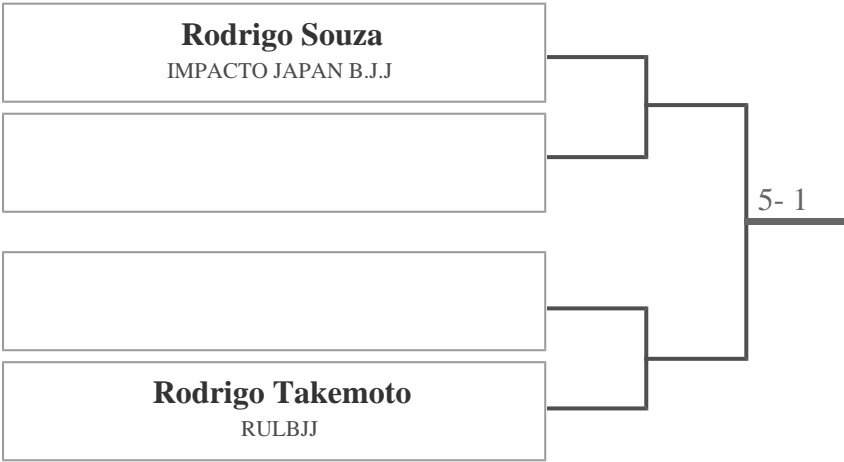 Rodrigo Souza
IMPACTO JAPAN B.J.J
5- 1
Rodrigo Takemoto
RULBJJ